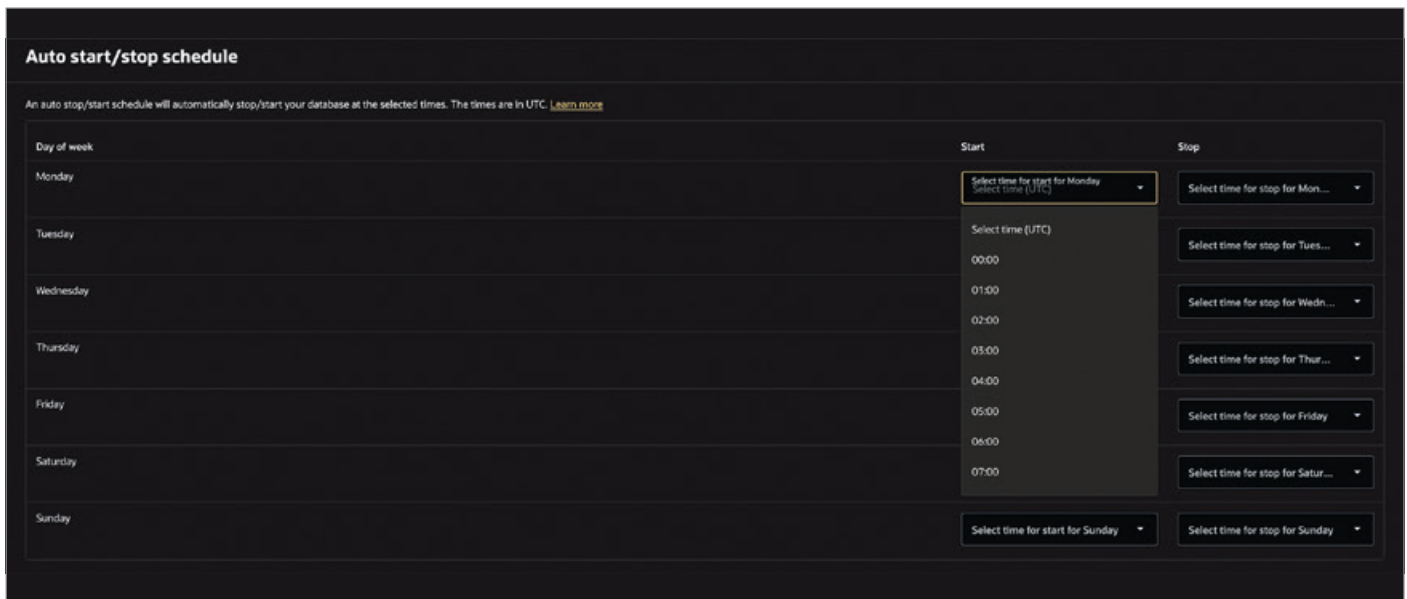 Auto start/stop schedule
An auto stop/start schedule will automatically stop/start your database at the selected times. The times are in UTC. Learn more
Day of week Start Stop
Monday Select time for start for Monday Select time for stop for Mon...
Select time (UTC)
Select time (UTC)
Tuesday Select time for stop for Tues...
00:00
Wednesday 01:00 Select time for stop for Wedn...
02:00
Thursday 03:00 Select time for stop for Thur...
04:00
Friday 05:00 Select time for stop for Friday
06:00
Saturday 07:00 Select time for stop for Satur...
Sunday Select time for start for Sunday Select time for stop for Sunday